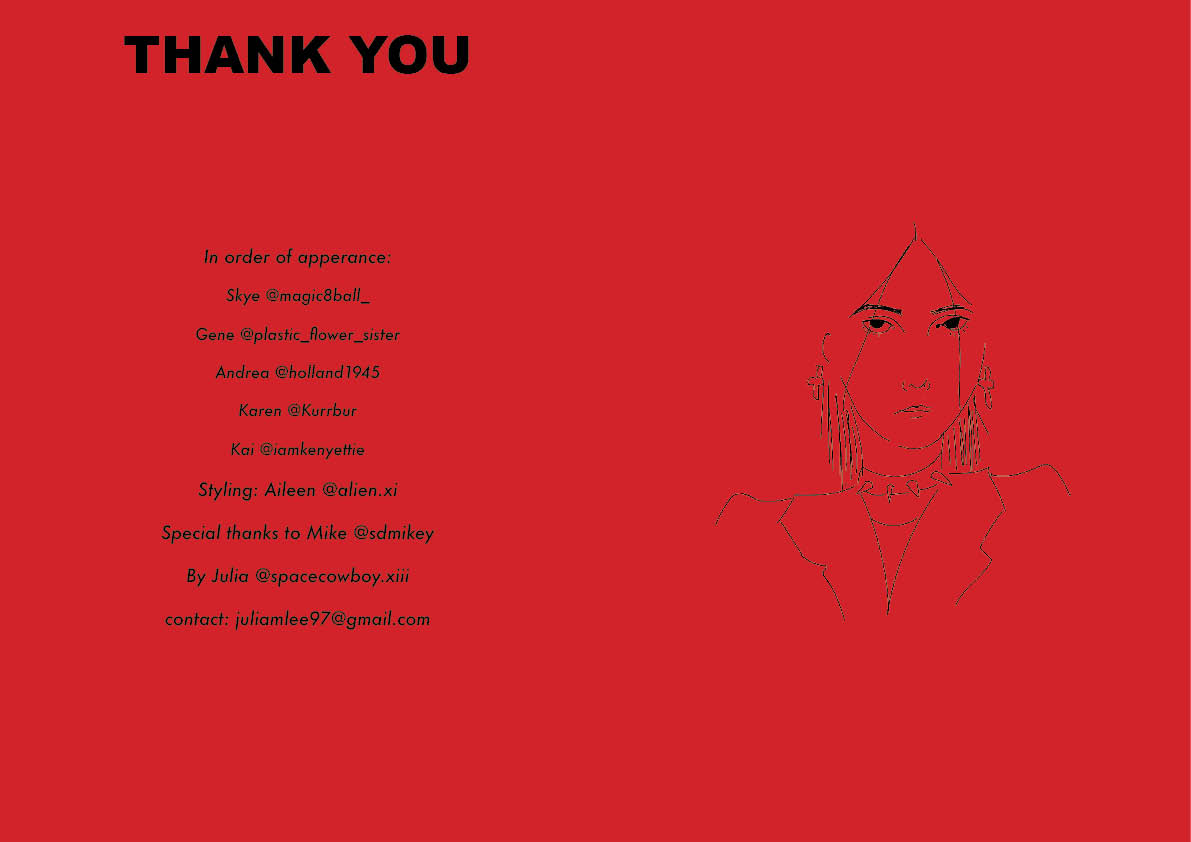 THANK YOU
In order of apperance:
Skye @magic8ball_
Gene @plastic_flower_sister
Andrea @holland1945
Karen @Kurrbur
Kai @iamkenyettie
Styling: Aileen @alien.xi
Special thanks to Mike @sdmikey
By Julia @spacecowboy.xiii
contact: juliamlee97@gmail.com